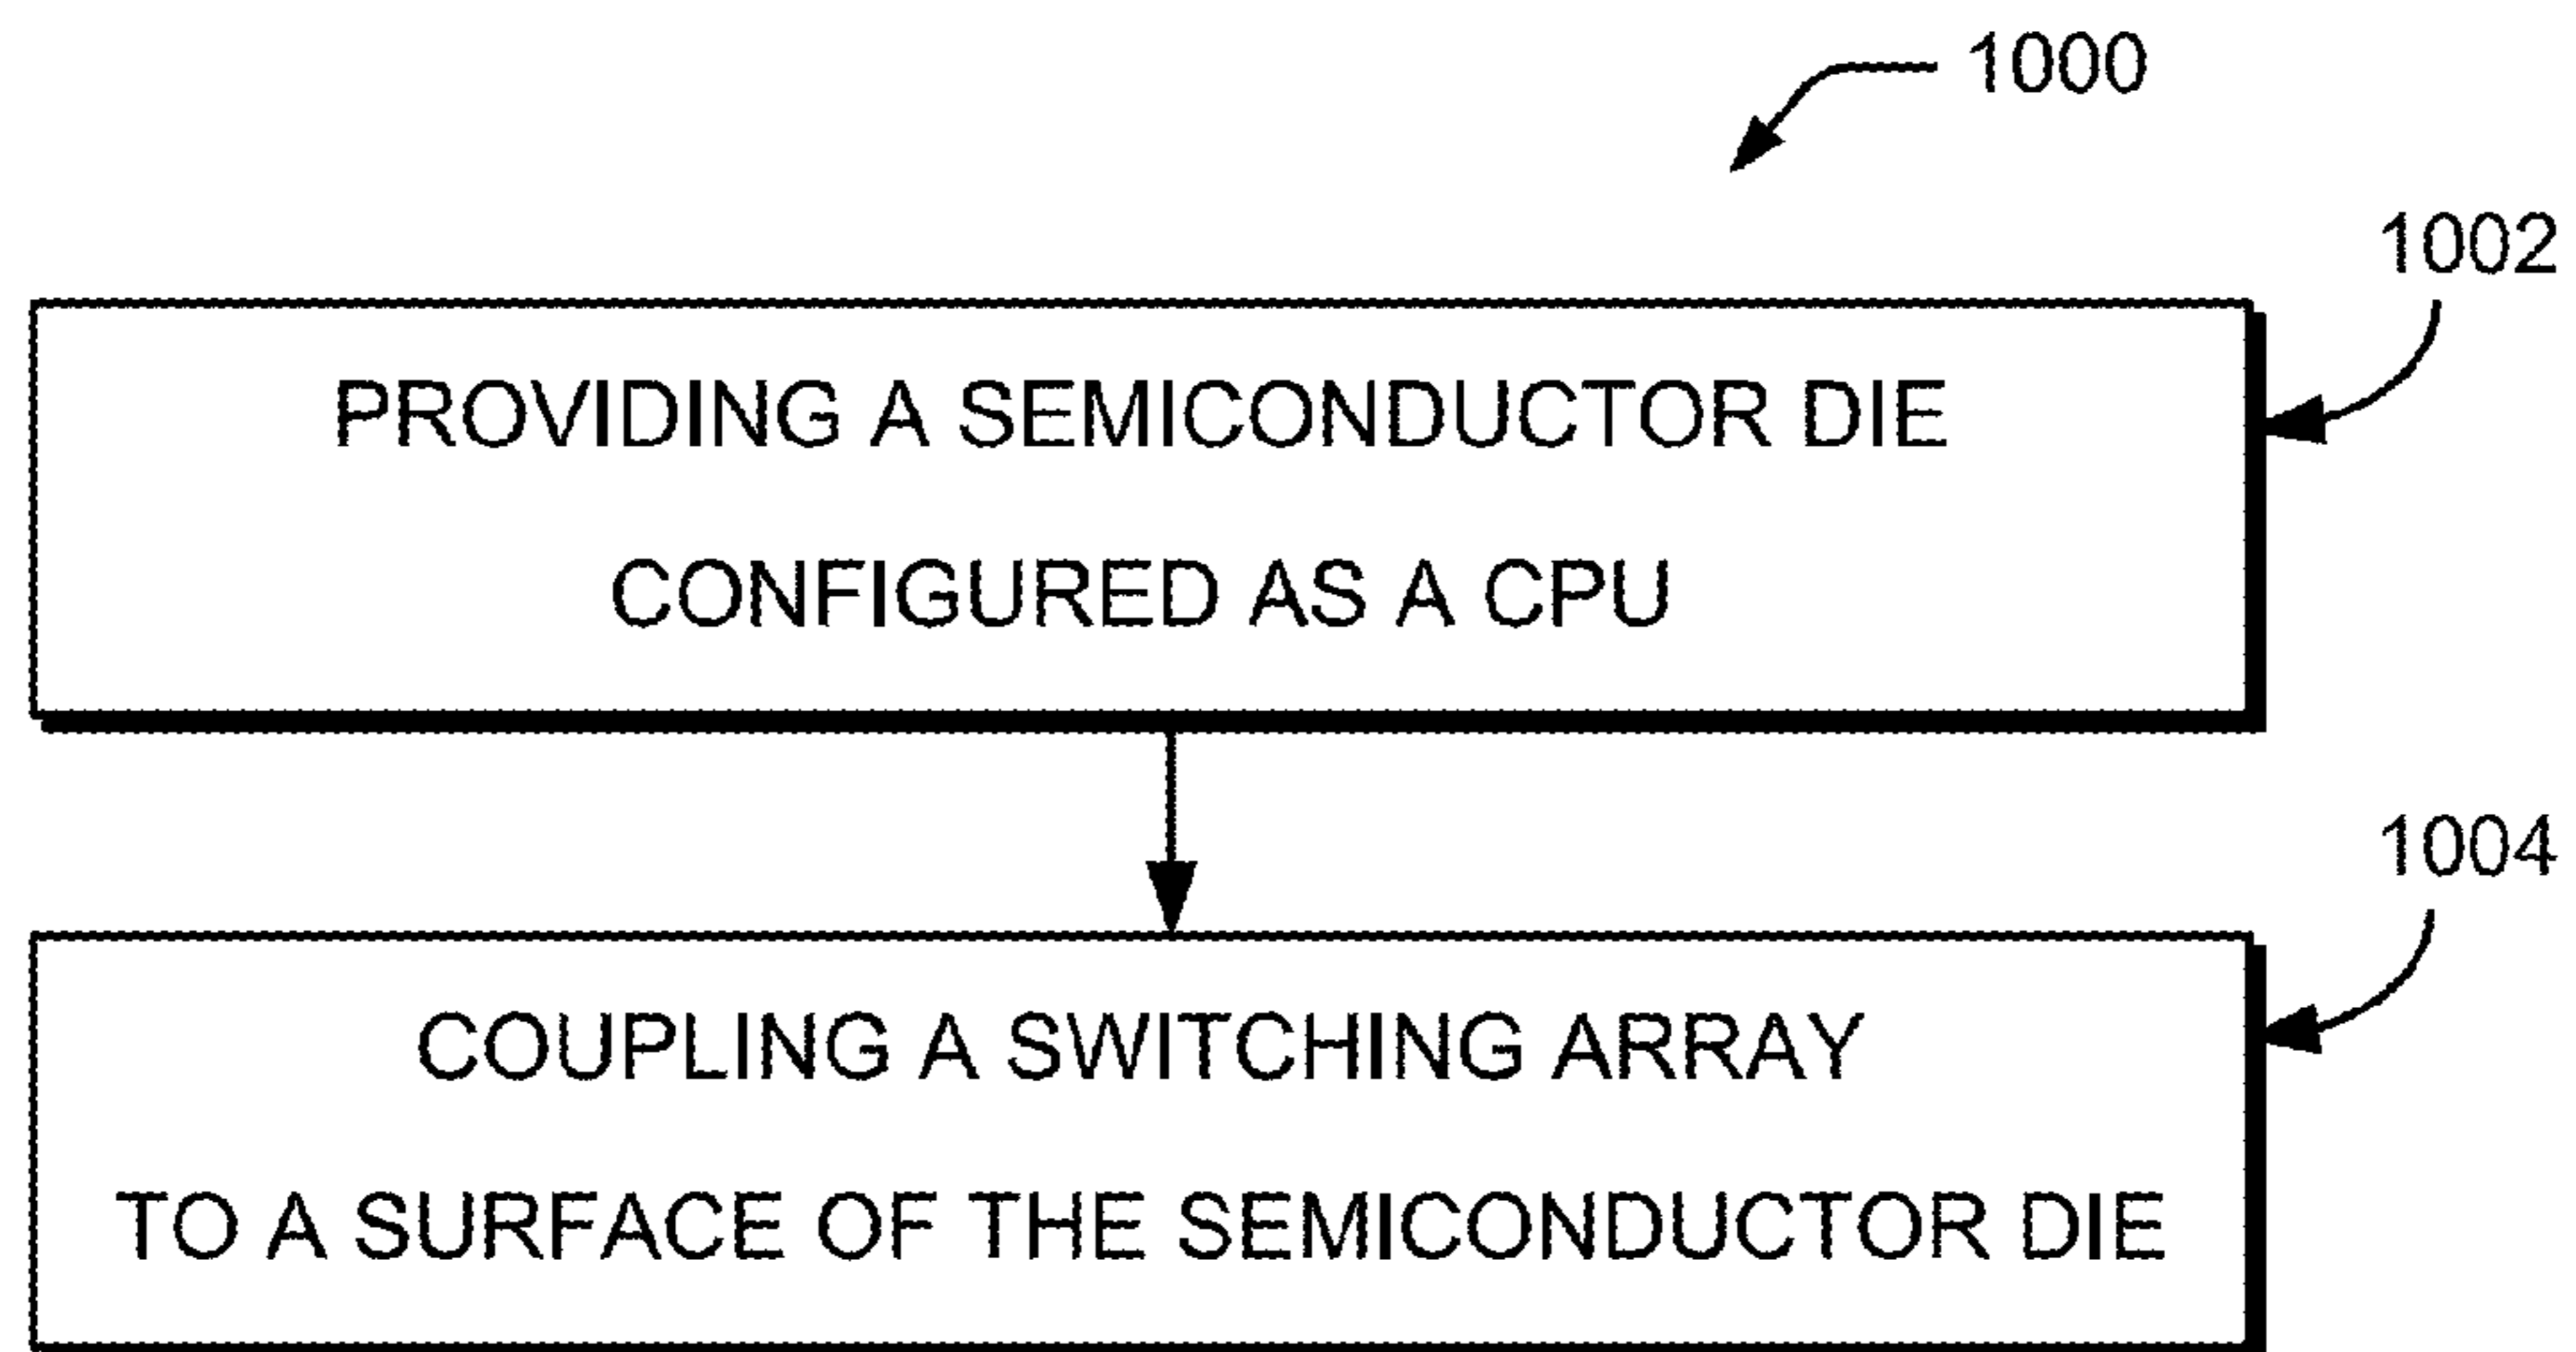 1000
1002
PROVIDING A SEMICONDUCTOR DIE
CONFIGURED AS A CPU
1004
COUPLING A SWITCHING ARRAY
TO A SURFACE OF THE SEMICONDUCTOR DIE